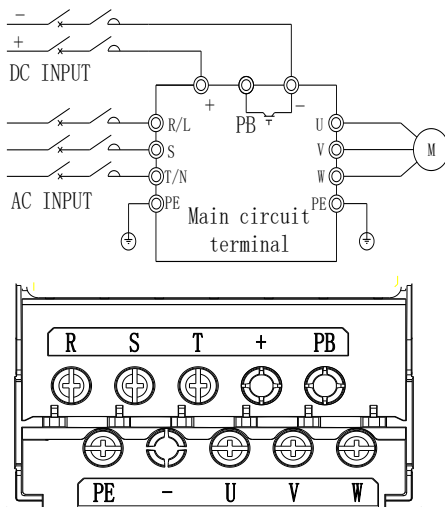 −
+
DC INPUT
+ PB −
R/L U
S V M
T/N W
AC INPUT
PE PE
Main circuit
terminal
R S T + PB
PE − U V W